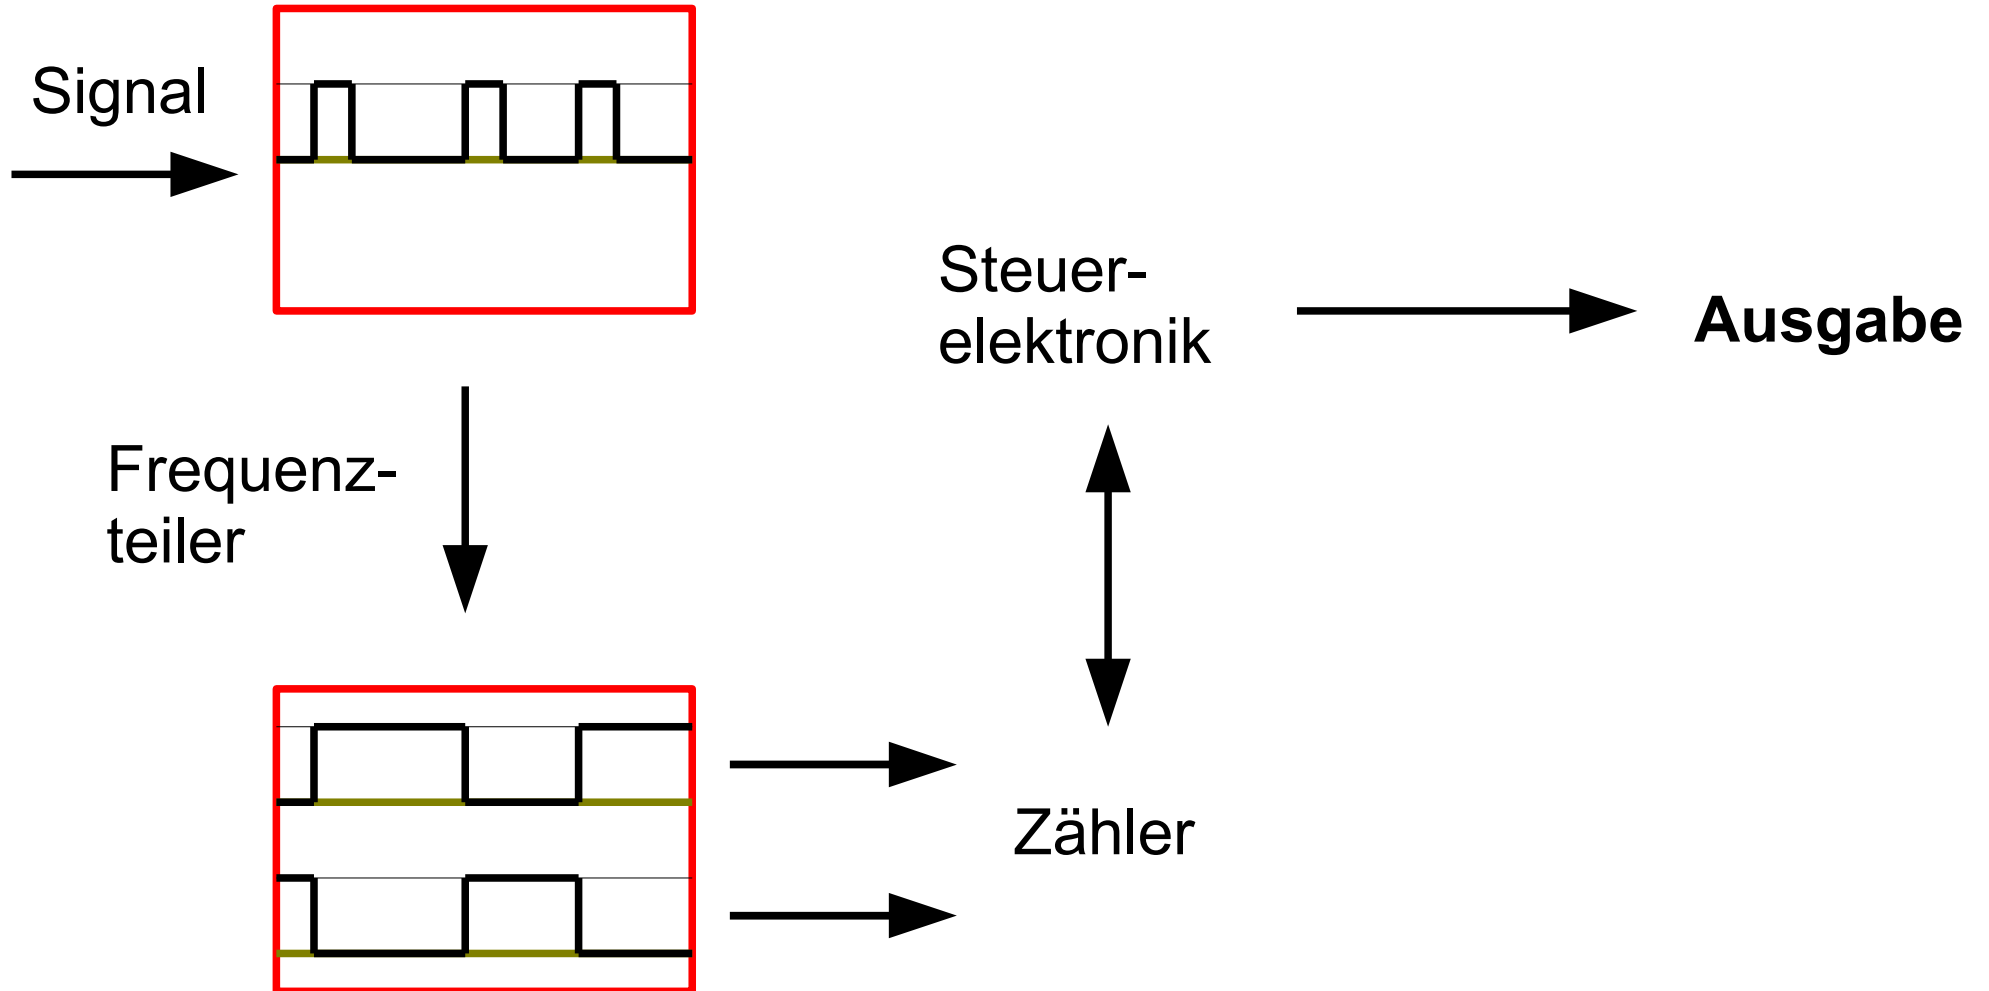 Signal
Steuer-
elektronik
Ausgabe
Frequenz-
teiler
Zähler